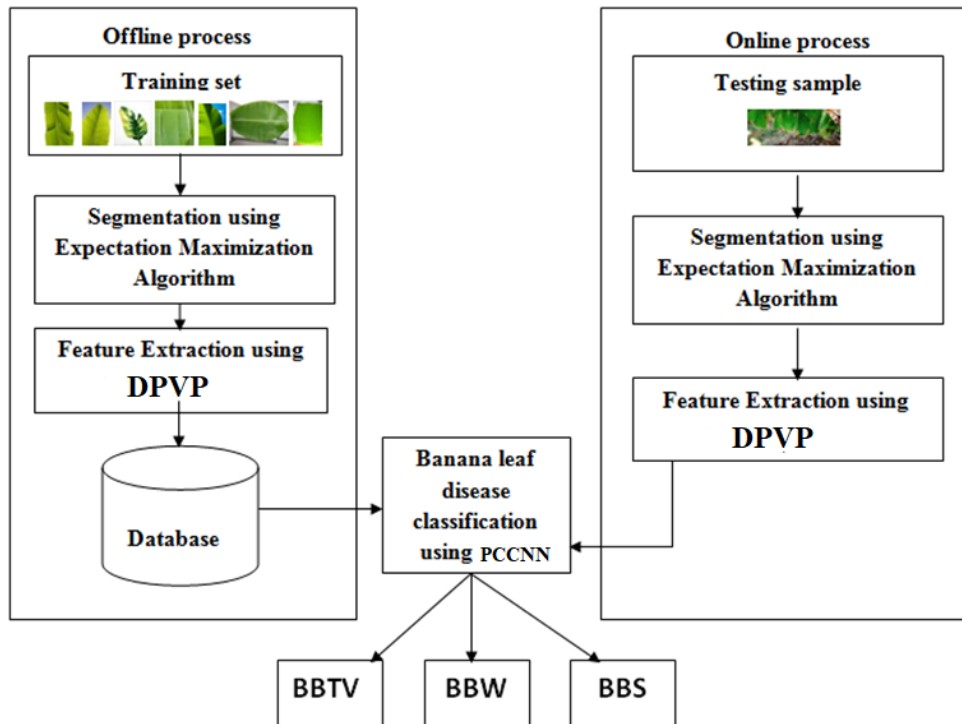 Offline process
Training set
Segmentation using
Expectation Maximization
Algorithm
Feature Extraction using
DPVP
Database
Online process
Testing sample
Segmentation using
Expectation Maximization
Algorithm
Feature Extraction using
DPVP
Banana leaf
disease
classification
using PCCNN
BBTV
BBW
BBS